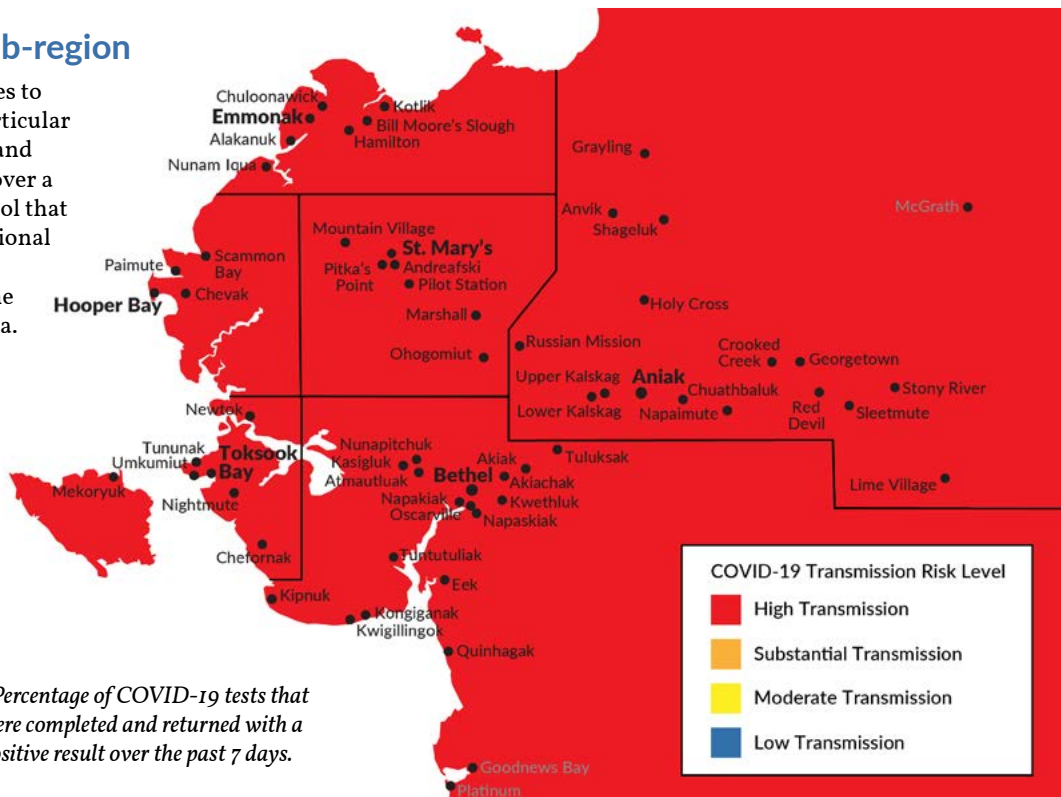 b-region
es to
rticular
and
over a
ol that
ional
e
a.
Chuloonawick
Emmonak
Alakanuk
Nunam Iqua
Kotlik
Bill Moore's Slough
Hamilton
Grayling
McGrath
Anvik
Shageluk
Mountain Village
St. Mary's
Pitka's
Point
Andreafski
Pilot Station
Scammon
Bay
Paimute
Chevak
Hooper Bay
Marshall
Holy Cross
Ohogomiut
Russian Mission
Crooked
Creek
Georgetown
Upper Kalskag
Aniak
Chuathbaluk
Stony River
Lower Kalskag
Napaimute
Red
Devil
Sleetmute
Newtok
Tununak
Umkumiut
Toksook
Bay
Nunapitchuk
Kasigluk
Atmautluak
Akiak
Tuluksak
Bethel
Akiachak
Lime Village
Mekoryuk
Nightmute
Napakiak
Oscarville
Kwethluk
Napaskiak
Chefornak
Tuntutuliak
Eek
Kipnuk
Kongiganak
Kwigillingok
Quinhagak
COVID-19 Transmission Risk Level
High Transmission
Substantial Transmission
Moderate Transmission
Low Transmission
Percentage of COVID-19 tests that
ere completed and returned with a
ositive result over the past 7 days.
Goodnews Bay
Platinum